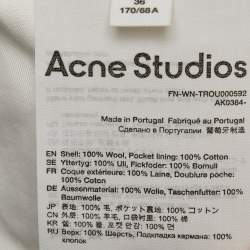 36
170/68A
Acne Studios
FN-WN-TROU000592
AK0384-
Made in Portugal Fabriqué au Portugal
Сделано в Португалии 葡萄牙制造
EN: Shell: 100% Wool, Pocket lining: 100% Cotton
SE: Yttertyg: 100% Ull, Fickfoder: 100% Bomull
FR: Coque extérieure: 100% Laine, Doublure poche:
100% Coton
DE: Aussenmaterial: 100% Wolle, Taschenfutter: 100%
Baumwolle
JP: 表地: 毛 100%, ポケット裏地: 100% コットン
CN: 外层: 100% 羊毛, 口袋衬里: 100% 棉
KR: 100% 울, 포켓 안감: 100% 면
RU: Верх: 100% Шерсть, Подкладка кармана: 100%
хлопок